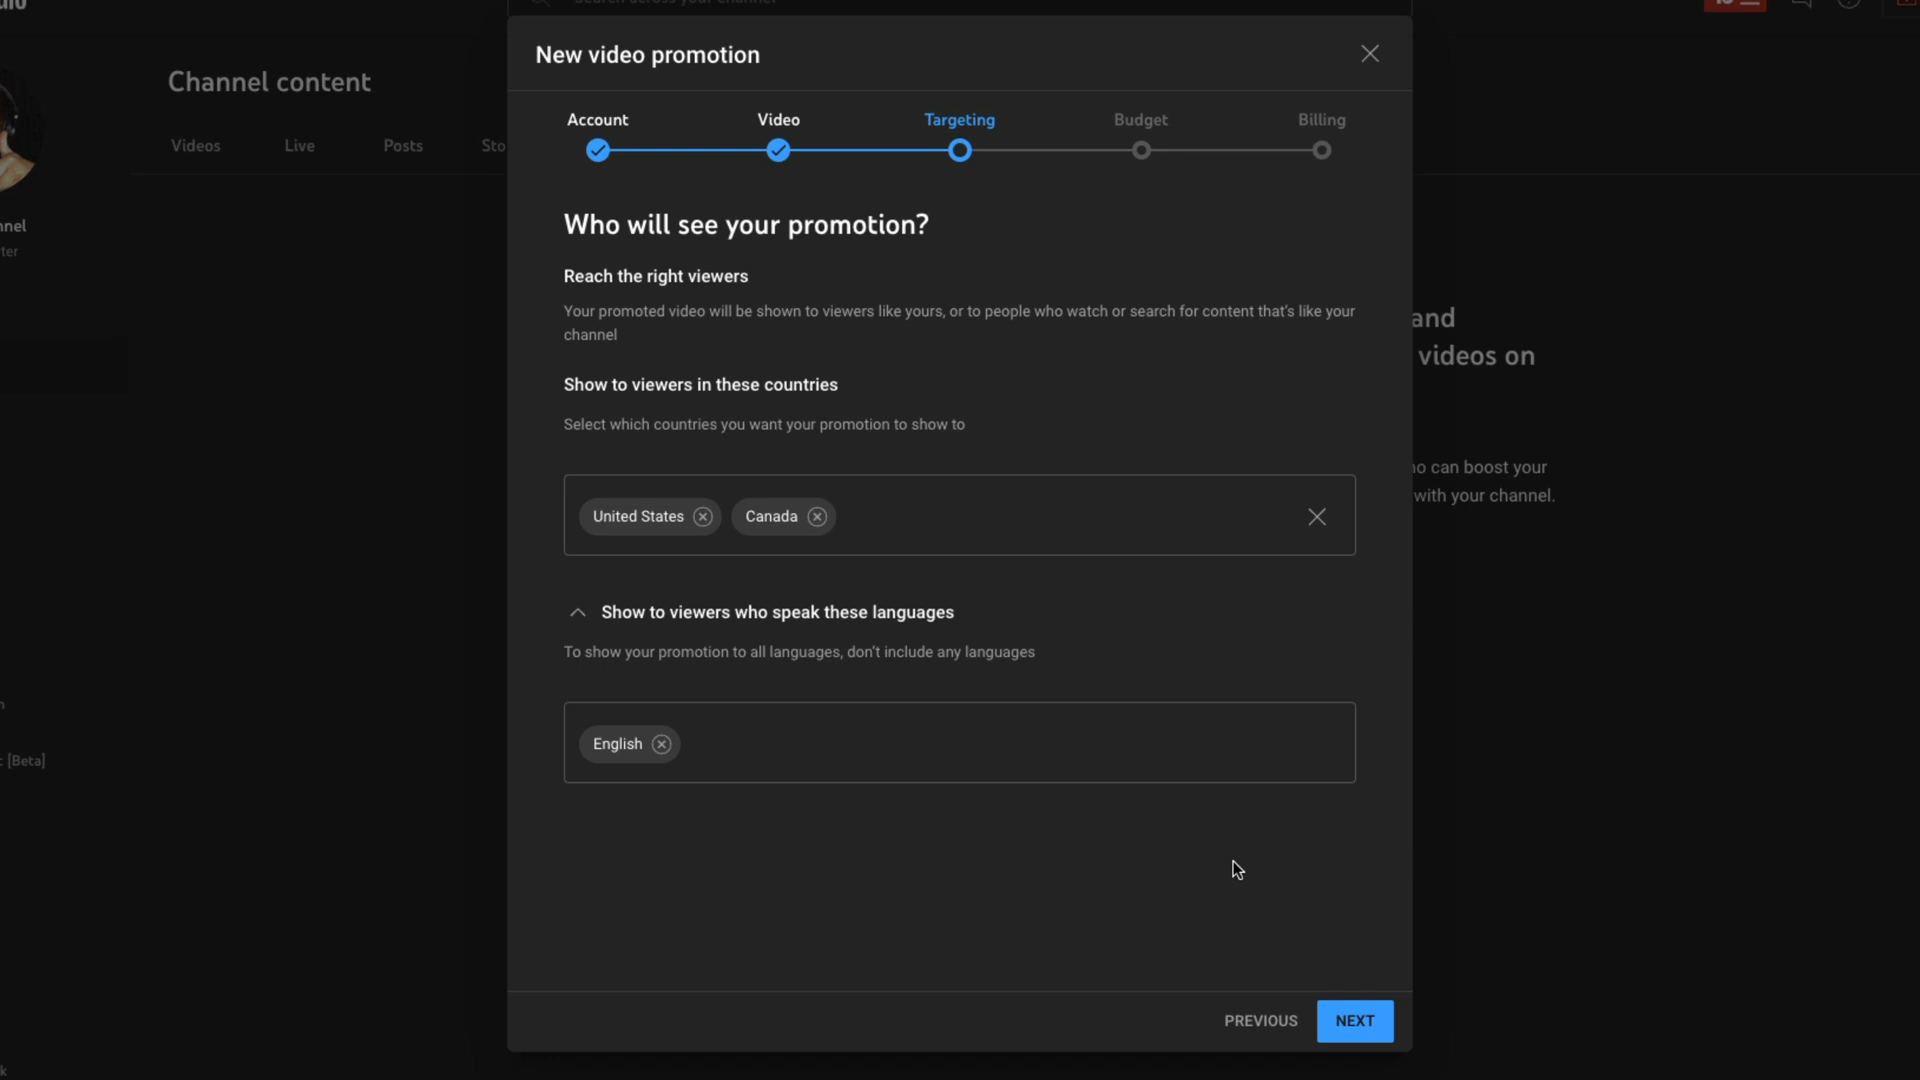 New video promotion
Channel content
Account Video Targeting Budget Billing
Videos Live Posts
Who will see your promotion?
Reach the right viewers
Your promoted video will be shown to viewers like yours, or to people who watch or search for content that's like your
channel
and
videos on
Show to viewers in these countries
Select which countries you want your promotion to show to
can boost your
with your channel.
United States Canada
Show to viewers who speak these languages
To show your promotion to all languages, don't include any languages
English
[Beta]
PREVIOUS NEXT